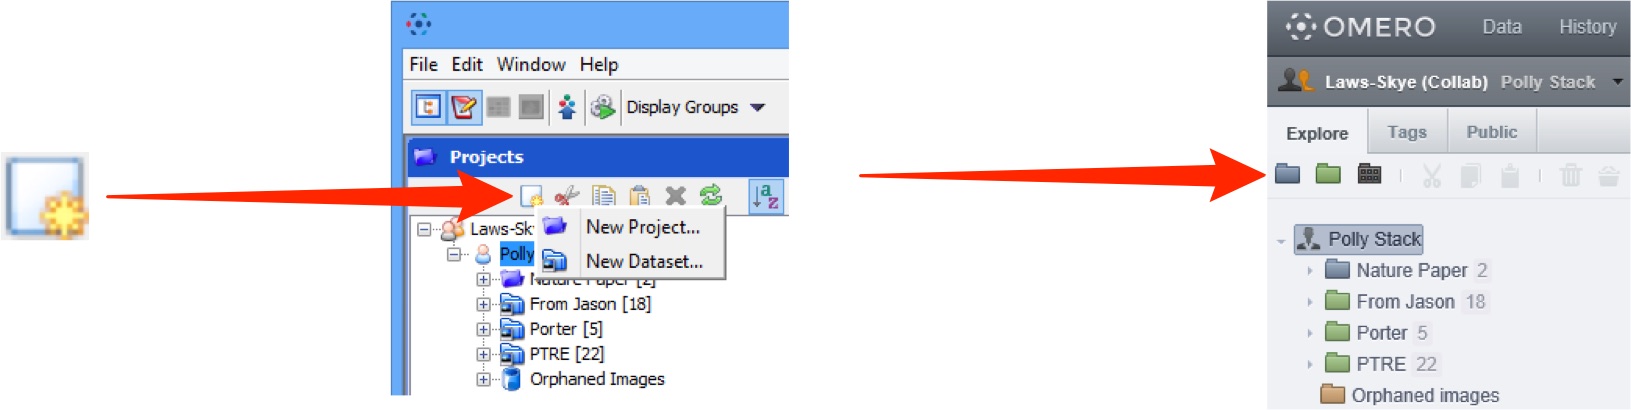 File Edit Window Help
Display Groups
Projects
a
z
New Project...
Laws-Sk
New Dataset...
Polly
Nature Paper [2]
From Jason [18]
Porter [5]
PTRE [22]
Orphaned Images
OMERO Data History
Laws-Skye (Collab) Polly Stack
Explore Tags Public
Polly Stack
Nature Paper 2
From Jason 18
Porter 5
PTRE 22
Orphaned images